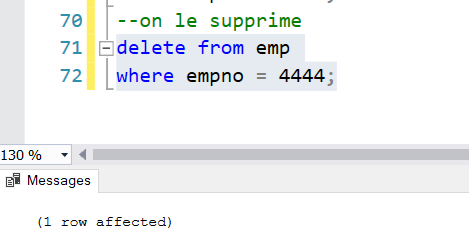 70 --on le supprime
71 delete from emp
72 where empno = 4444;
130 %
Messages
(1 row affected)